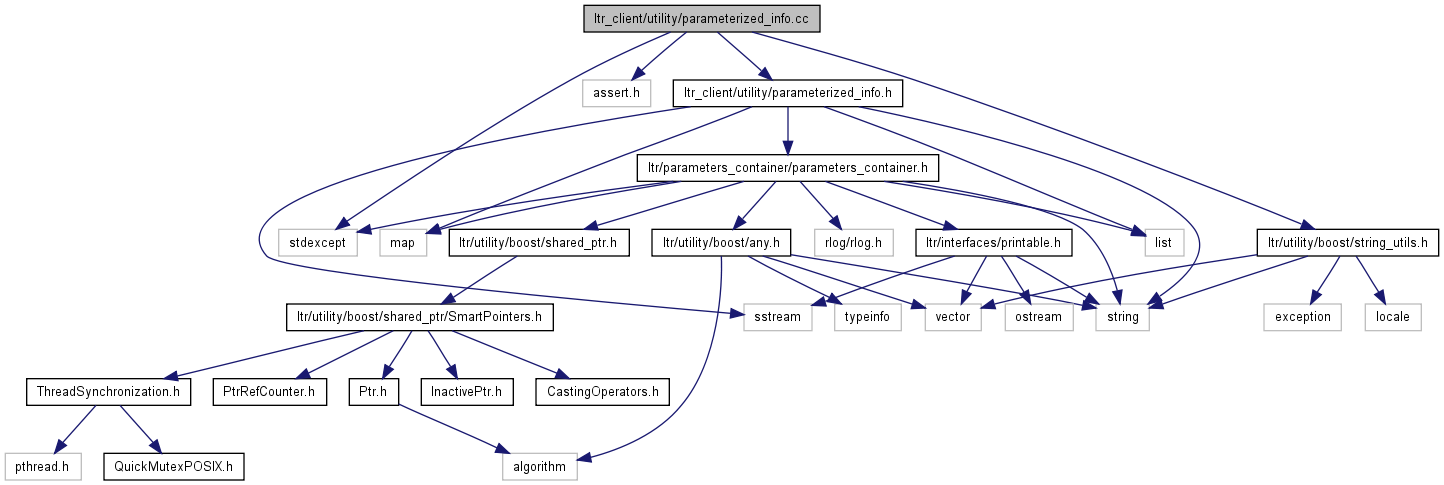 ltr_client/utility/parameterized_info.cc
assert.h
ltr_client/utility/parameterized_info.h
ltr/parameters_container/parameters_container.h
stdexcept
map
ltr/utility/boost/shared_ptr.h
ltr/utility/boost/any.h
rlog/rlog.h
ltr/interfaces/printable.h
list
ltr/utility/boost/string_utils.h
ltr/utility/boost/shared_ptr/SmartPointers.h
sstream
typeinfo
vector
ostream
string
exception
locale
ThreadSynchronization.h
PtrRefCounter.h
Ptr.h
InactivePtr.h
CastingOperators.h
pthread.h
QuickMutexPOSIX.h
algorithm